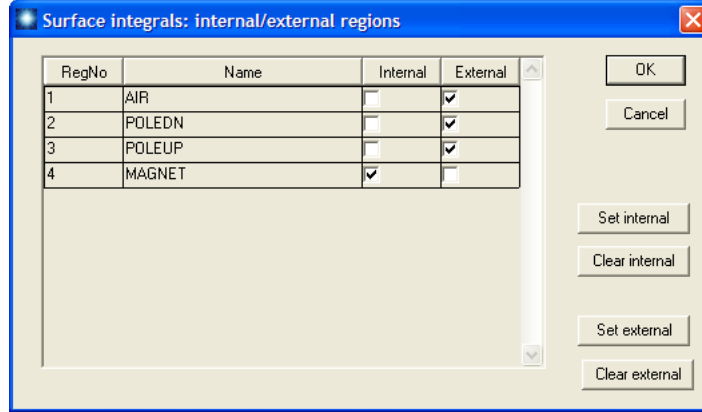 Surface integrals: internal/external regions
RegNo Name Internal External
1 AIR
2 POLEDN
3 POLEUP
4 MAGNET
OK
Cancel
Set internal
Clear internal
Set external
Clear external